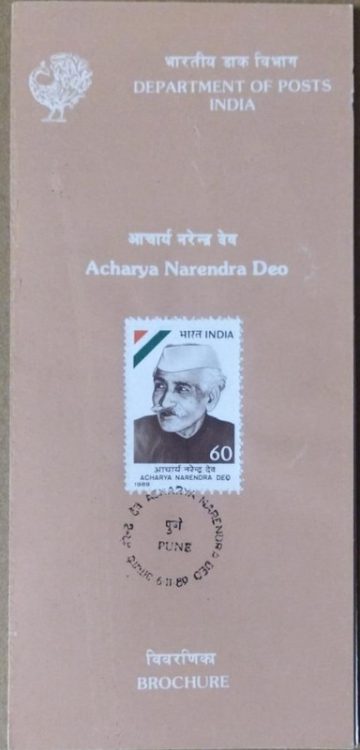 भारतीय डाक विभाग
DEPARTMENT OF POSTS
INDIA
आचार्य नरेन्द्र देव
Acharya Narendra Deo
भारत INDIA
60
आचार्य नरेन्द्र देव
ACHARYA NARENDRA DEO
1989
ACHARYA NARENDRA DEO
पुणे
PUNE
6.11.89
विवरणिका
BROCHURE